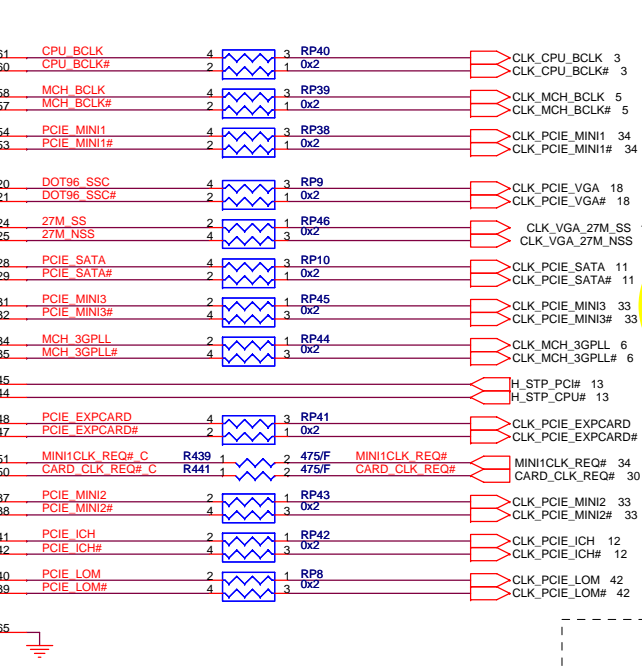 61 CPU_BCLK 4 3 RP40 CLK_CPU_BCLK 3
60 CPU_BCLK# 2 1 0x2 CLK_CPU_BCLK# 3
58 MCH_BCLK 4 3 RP39 CLK_MCH_BCLK 5
57 MCH_BCLK# 2 1 0x2 CLK_MCH_BCLK# 5
54 PCIE_MINI1 4 3 RP38 CLK_PCIE_MINI1 34
53 PCIE_MINI1# 2 1 0x2 CLK_PCIE_MINI1# 34
20 DOT96_SSC 4 3 RP9 CLK_PCIE_VGA 18
21 DOT96_SSC# 2 1 0x2 CLK_PCIE_VGA# 18
24 27M_SS 2 1 RP46 CLK_VGA_27M_SS
25 27M_NSS 4 3 0x2 CLK_VGA_27M_NSS
28 PCIE_SATA 4 3 RP10 CLK_PCIE_SATA 11
29 PCIE_SATA# 2 1 0x2 CLK_PCIE_SATA# 11
31 PCIE_MINI3 2 1 RP45 CLK_PCIE_MINI3 33
32 PCIE_MINI3# 4 3 0x2 CLK_PCIE_MINI3# 33
34 MCH_3GPLL 2 1 RP44 CLK_MCH_3GPLL 6
35 MCH_3GPLL# 4 3 0x2 CLK_MCH_3GPLL# 6
45 H_STP_PCI# 13
44 H_STP_CPU# 13
48 PCIE_EXPCARD 4 3 RP41 CLK_PCIE_EXPCARD
47 PCIE_EXPCARD# 2 1 0x2 CLK_PCIE_EXPCARD#
51 MINI1CLK_REQ#_C R439 1 2 475/F MINI1CLK_REQ# MINI1CLK_REQ# 34
50 CARD_CLK_REQ#_C R441 1 2 475/F CARD_CLK_REQ# CARD_CLK_REQ# 30
37 PCIE_MINI2 2 1 RP43 CLK_PCIE_MINI2 33
38 PCIE_MINI2# 4 3 0x2 CLK_PCIE_MINI2# 33
41 PCIE_ICH 2 1 RP42 CLK_PCIE_ICH 12
42 PCIE_ICH# 4 3 0x2 CLK_PCIE_ICH# 12
40 PCIE_LOM 2 1 RP8 CLK_PCIE_LOM 42
39 PCIE_LOM# 4 3 0x2 CLK_PCIE_LOM# 42
65